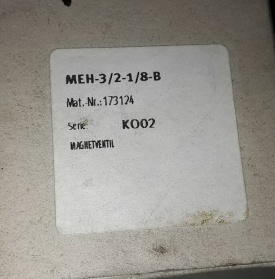 MEH-3/2-1/8-B
Mat.-Nr.: 173124
Serie: K002
MAGNETVENTIL